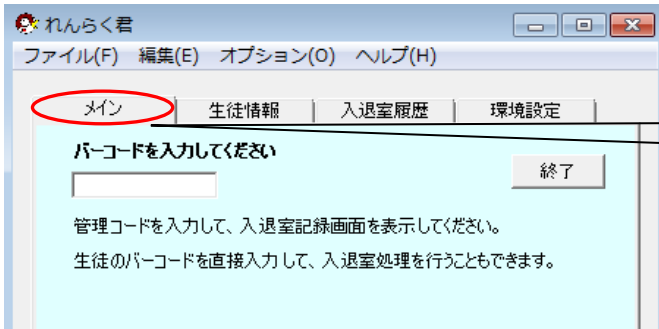 れんらく君
ファイル(F) 編集(E) オプション(O) ヘルプ(H)
メイン 生徒情報 入退室履歴 環境設定
バーコードを入力してください
終了
管理コードを入力して、入退室記録画面を表示してください。
生徒のバーコードを直接入力して、入退室処理を行うこともできます。